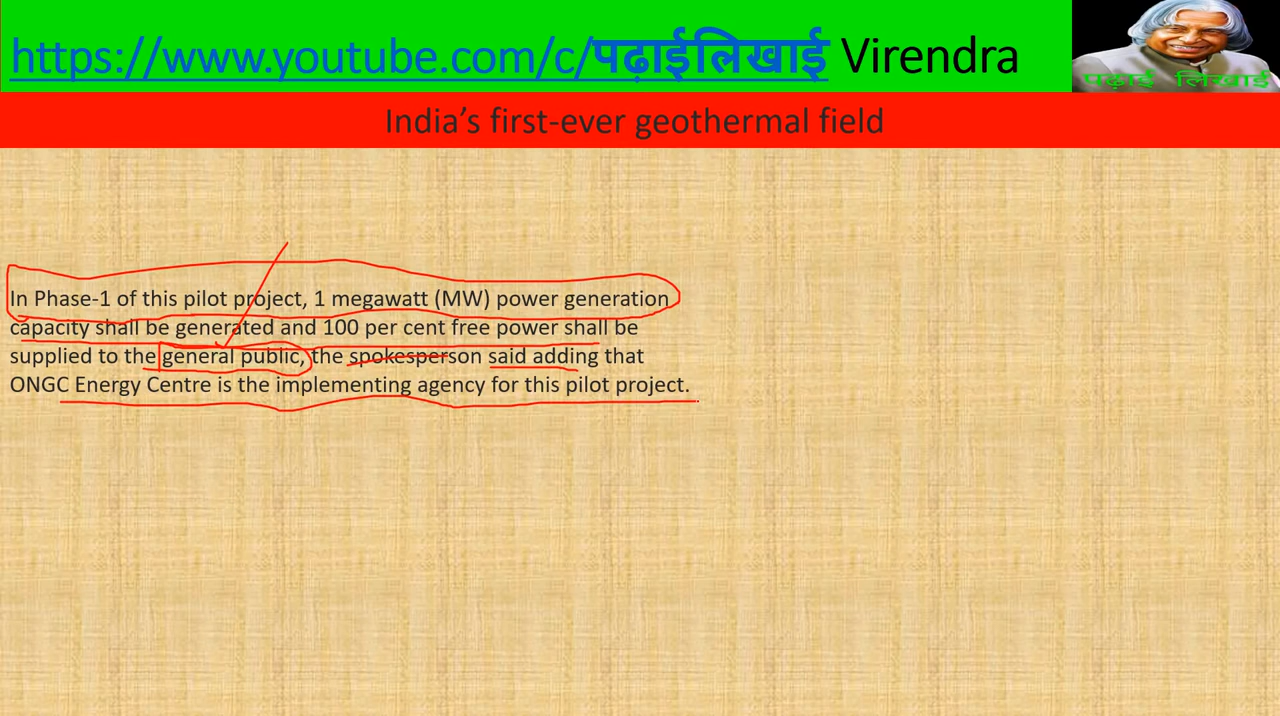 https://www.youtube.com/c/पढ़ाईलिखाई Virendra
पढ़ाई लिखाई
India's first-ever geothermal field
In Phase-1 of this pilot project, 1 megawatt (MW) power generation
capacity shall be generated and 100 per cent free power shall be
supplied to the general public, the spokesperson said adding that
ONGC Energy Centre is the implementing agency for this pilot project.